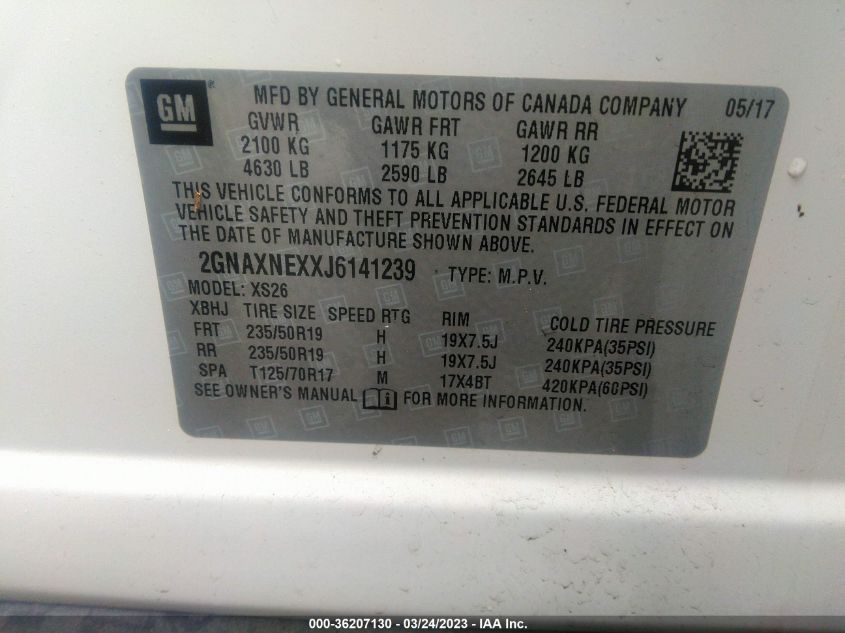 GM ®
MFD BY GENERAL MOTORS OF CANADA COMPANY 05/17
GVWR GAWR FRT GAWR RR
2100 KG 1175 KG 1200 KG
4630 LB 2590 LB 2645 LB
THIS VEHICLE CONFORMS TO ALL APPLICABLE U.S. FEDERAL MOTOR
VEHICLE SAFETY AND THEFT PREVENTION STANDARDS IN EFFECT ON
THE DATE OF MANUFACTURE SHOWN ABOVE.
2GNAXNEXXJ6141239 TYPE: M.P.V.
MODEL: XS26
XBHJ TIRE SIZE SPEED RTG RIM COLD TIRE PRESSURE
FRT 235/50R19 H 19X7.5J 240KPA(35PSI)
RR 235/50R19 H 19X7.5J 240KPA(35PSI)
SPA T125/70R17 M 17X4BT 420KPA(60PSI)
SEE OWNER'S MANUAL i FOR MORE INFORMATION.
000-36207130 - 03/24/2023 - IAA Inc.